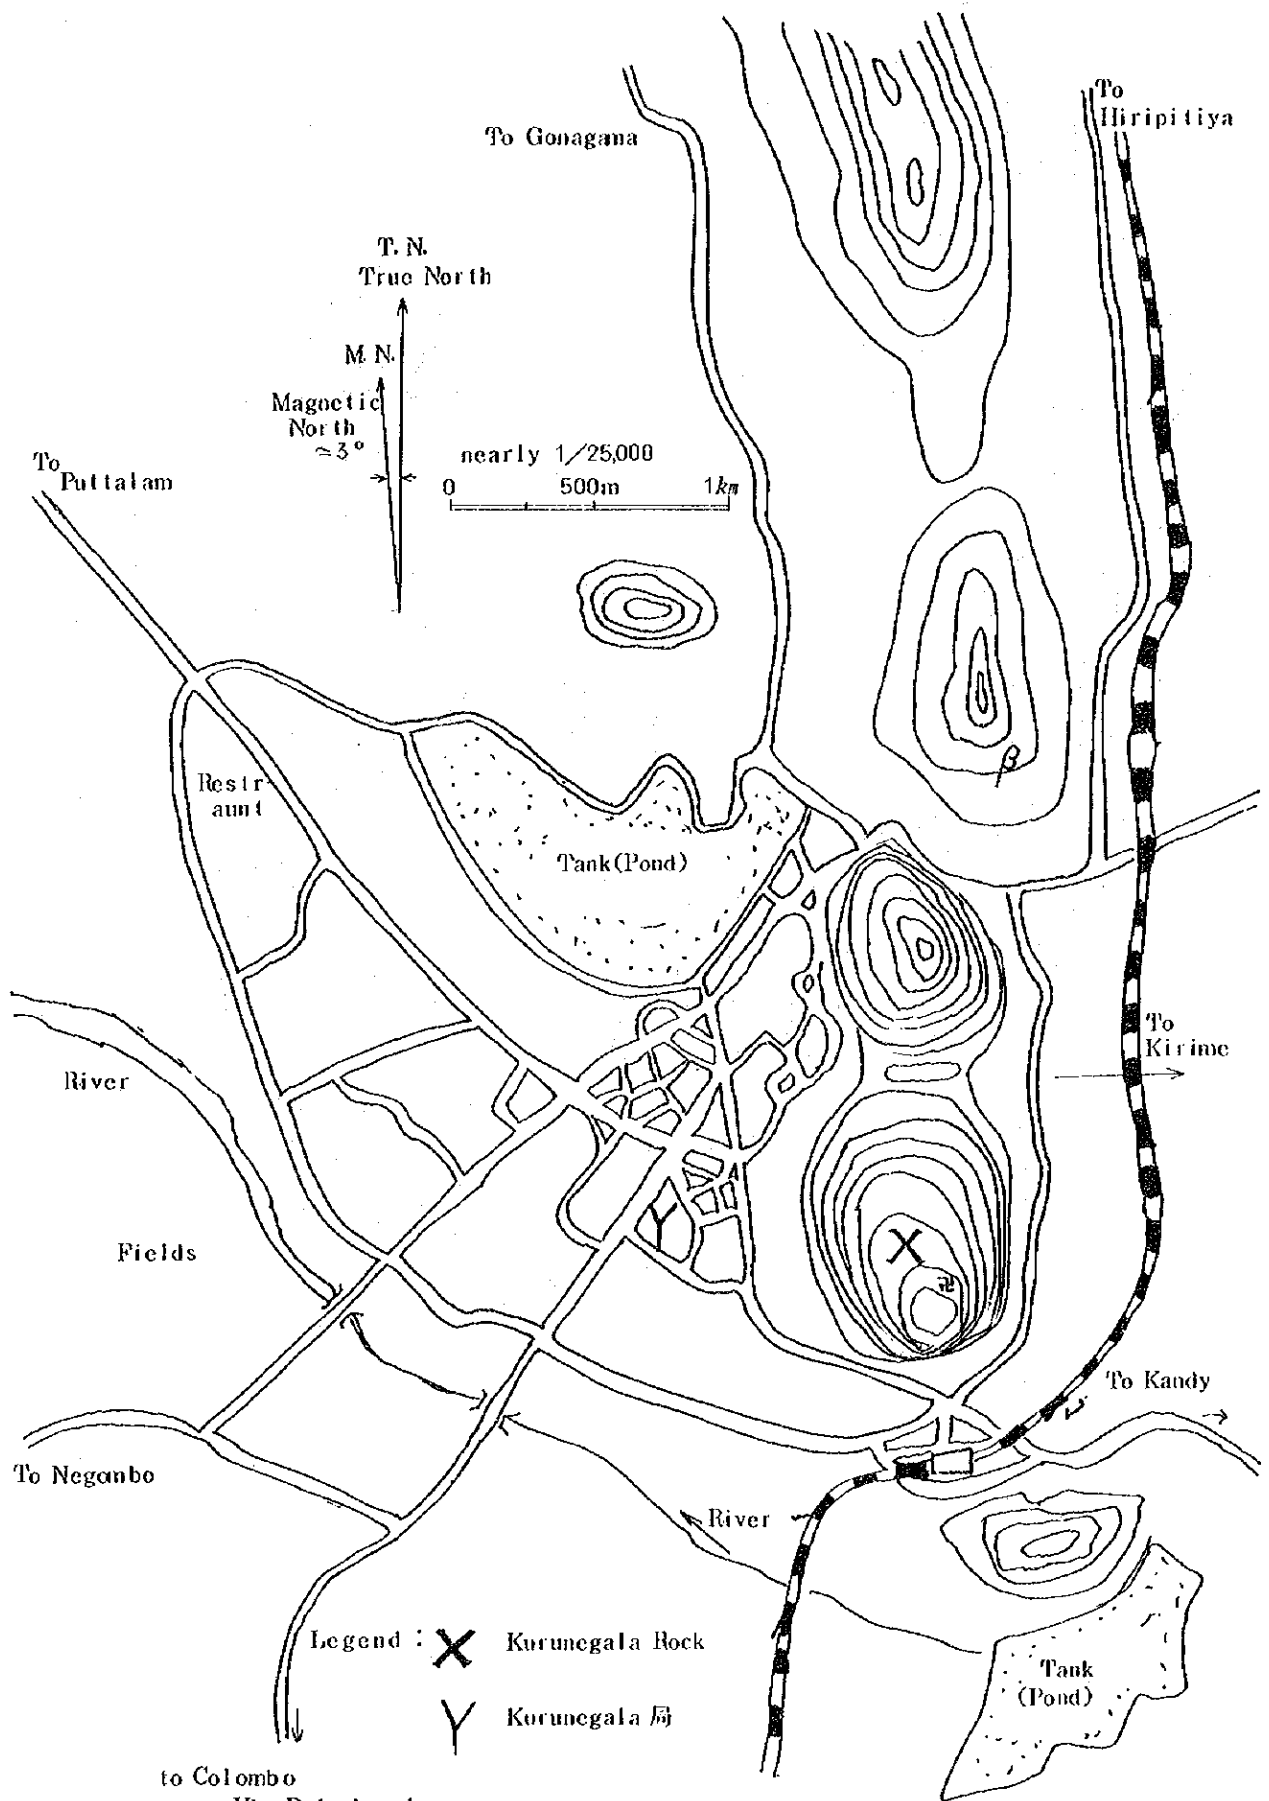 To
Hiripitiya
To Gonagana
T. N.
True North
M. N.
Magnetic
North
≃3°
nearly 1/25,000
0 500m 1km
To
Puttalam
Restr-
aunt
β
Tank(Pond)
River
To
Kirime
Fields
X
Y
卍
To Kandy
To Neganbo
River
Legend : X Kurunegala Rock
Y Kurunegala 局
Tank
(Pond)
to Colombo